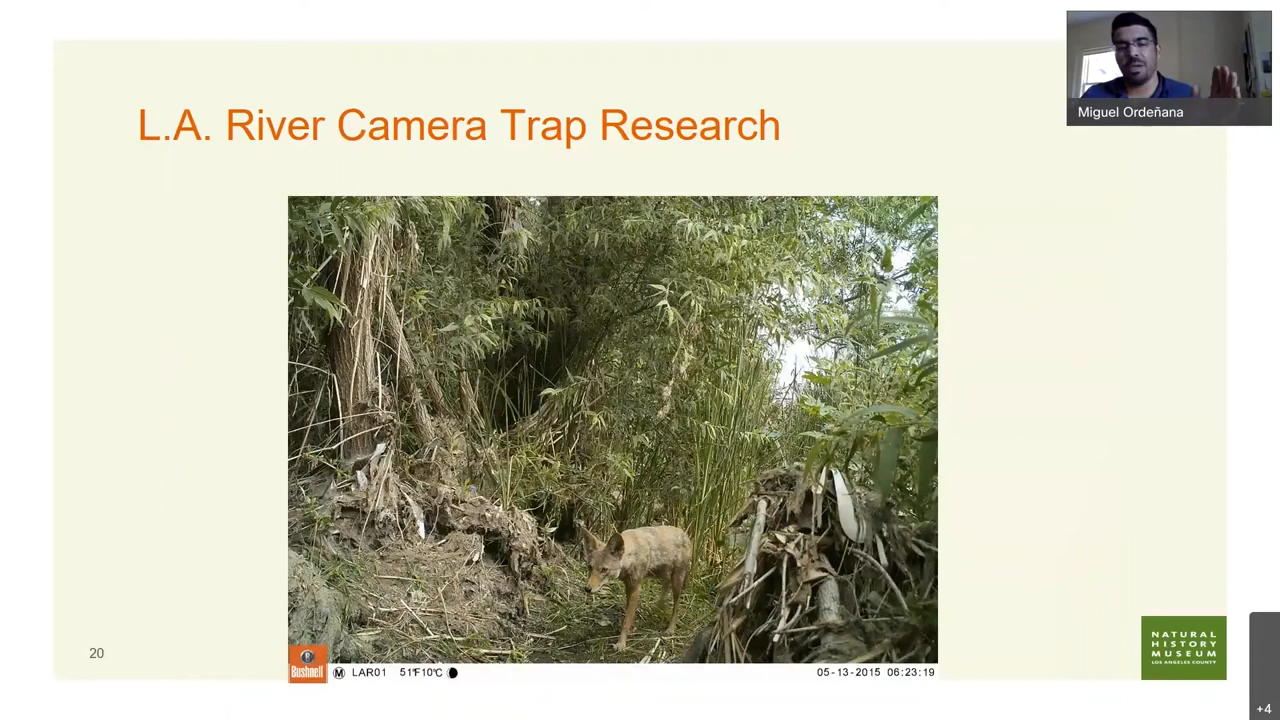 Miguel Ordeñana
L.A. River Camera Trap Research
20
Bushnell
M LAR01 51°F10°C 05-13-2015 06:23:19
NATURAL
HISTORY
MUSEUM
LOS ANGELES COUNTY
+4